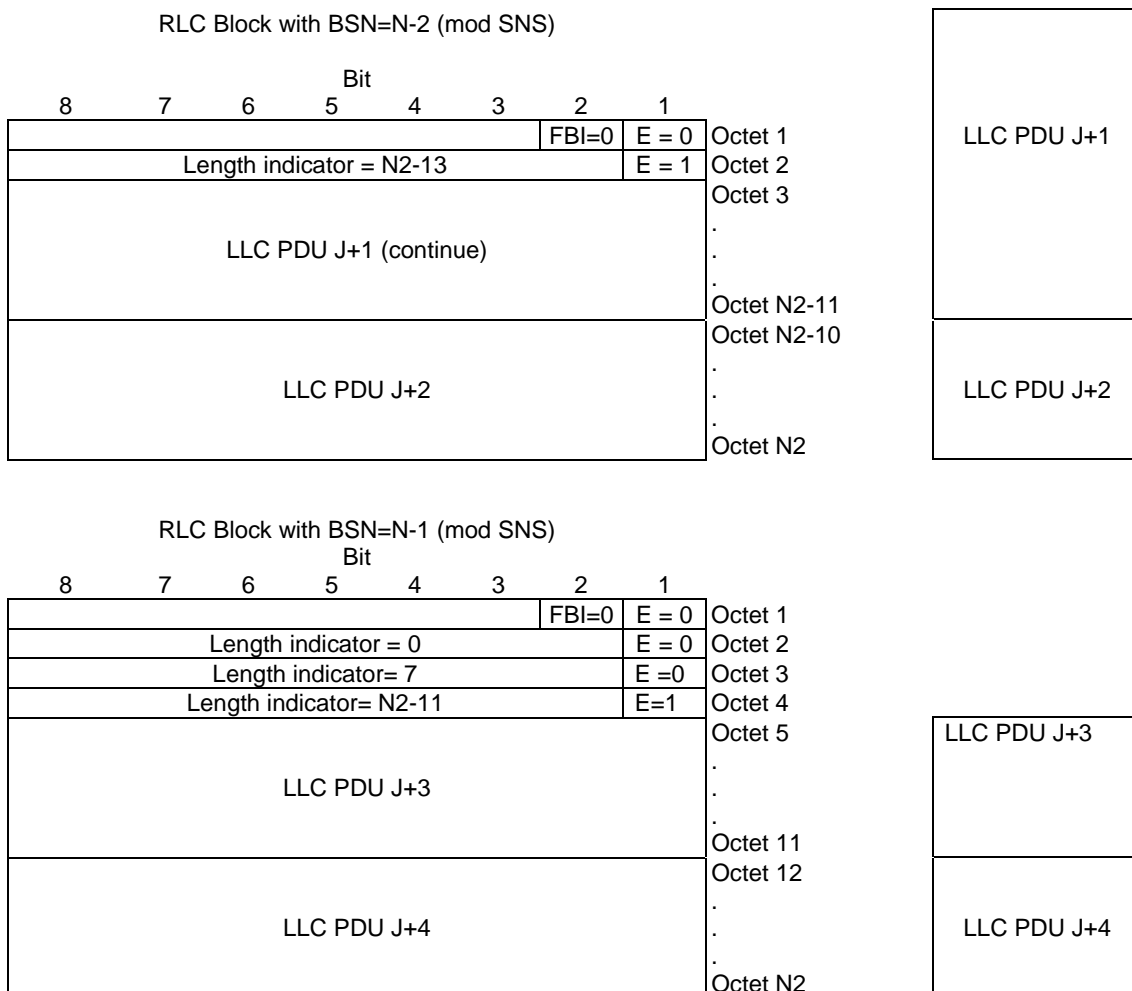 RLC Block with BSN=N-2 (mod SNS)
Bit
8 7 6 5 4 3 2 1
FBI=0 E = 0 Octet 1 LLC PDU J+1
Length indicator = N2-13 E = 1 Octet 2
Octet 3
.
LLC PDU J+1 (continue) .
.
Octet N2-11
Octet N2-10
.
LLC PDU J+2 . LLC PDU J+2
.
Octet N2
RLC Block with BSN=N-1 (mod SNS)
Bit
8 7 6 5 4 3 2 1
FBI=0 E = 0 Octet 1
Length indicator = 0 E = 0 Octet 2
Length indicator= 7 E =0 Octet 3
Length indicator= N2-11 E=1 Octet 4
Octet 5 LLC PDU J+3
.
LLC PDU J+3 .
.
Octet 11
Octet 12
.
LLC PDU J+4 . LLC PDU J+4
.
Octet N2